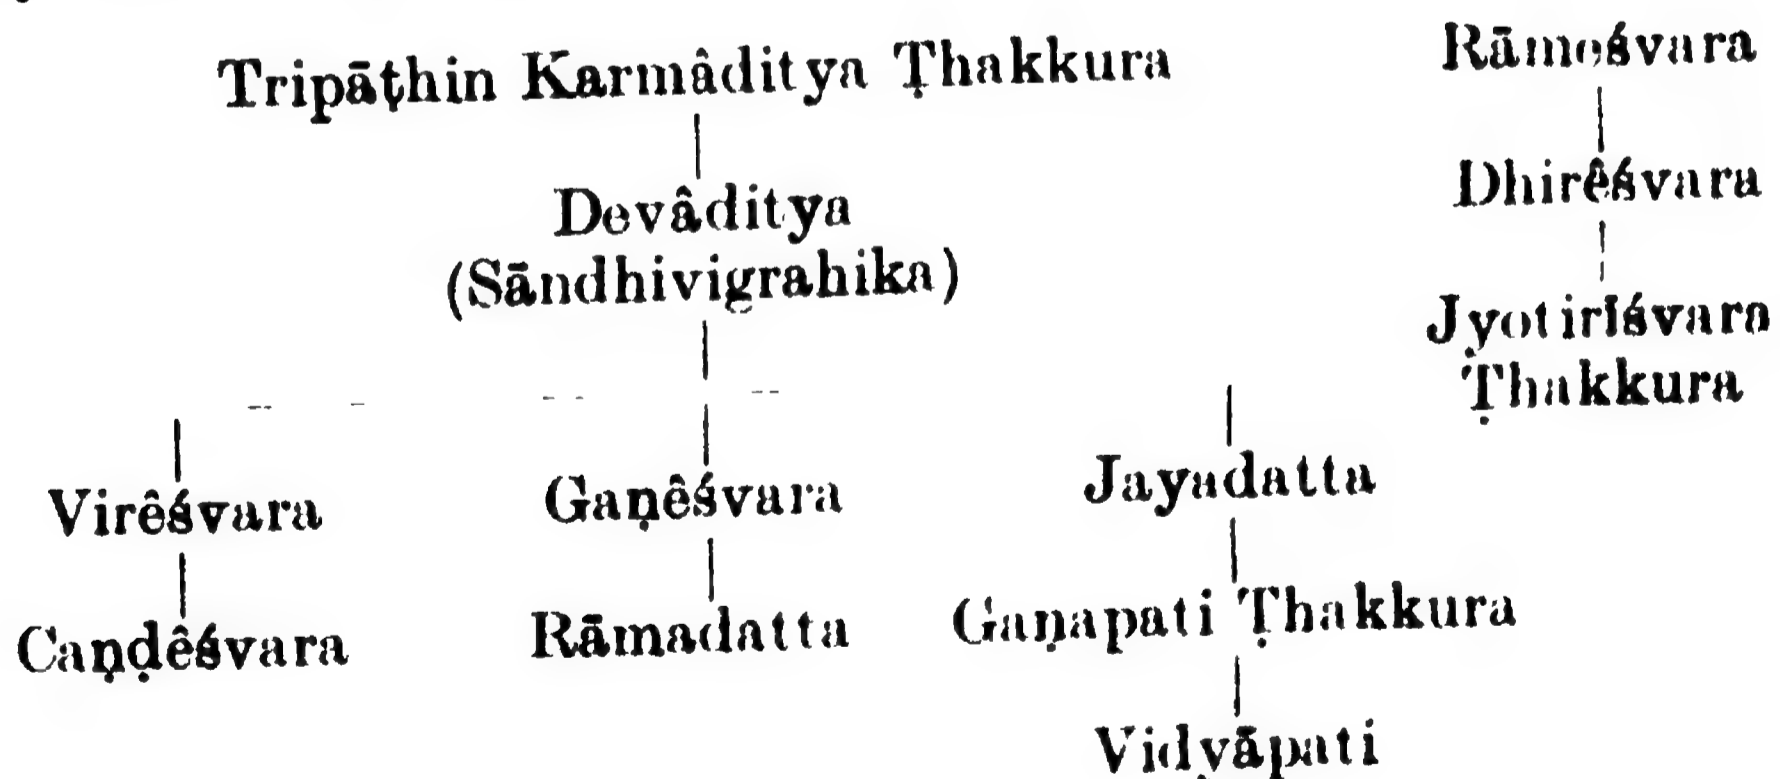 Tripāṭhin Karmâditya Ṭhakkura
Devâditya
(Sāndhivigrahika)
Virêśvara
Gaṇêśvara
Jayadatta
Caṇḍêśvara
Rāmadatta
Gaṇapati Ṭhakkura
Vidyāpati
Rāmeśvara
Dhirêśvara
Jyotirīśvara
Ṭhakkura